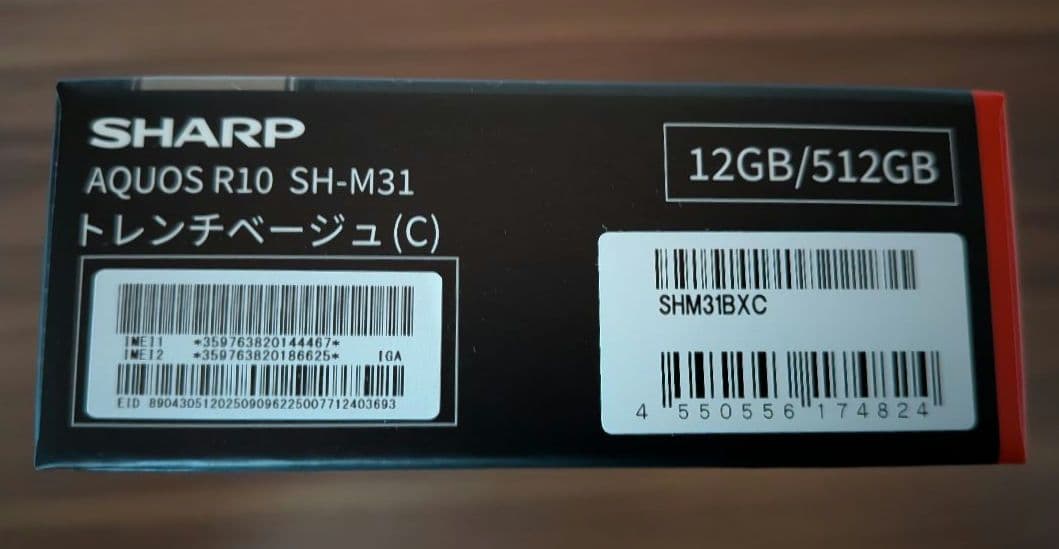 SHARP
AQUOS R10 SH-M31
トレンチベージュ(C)
12GB/512GB
IMEI1 *359763820144467*
IMEI2 *359763820186625* IGA
EID 89043051202509096225007712403693
SHM31BXC
4 550556 174824